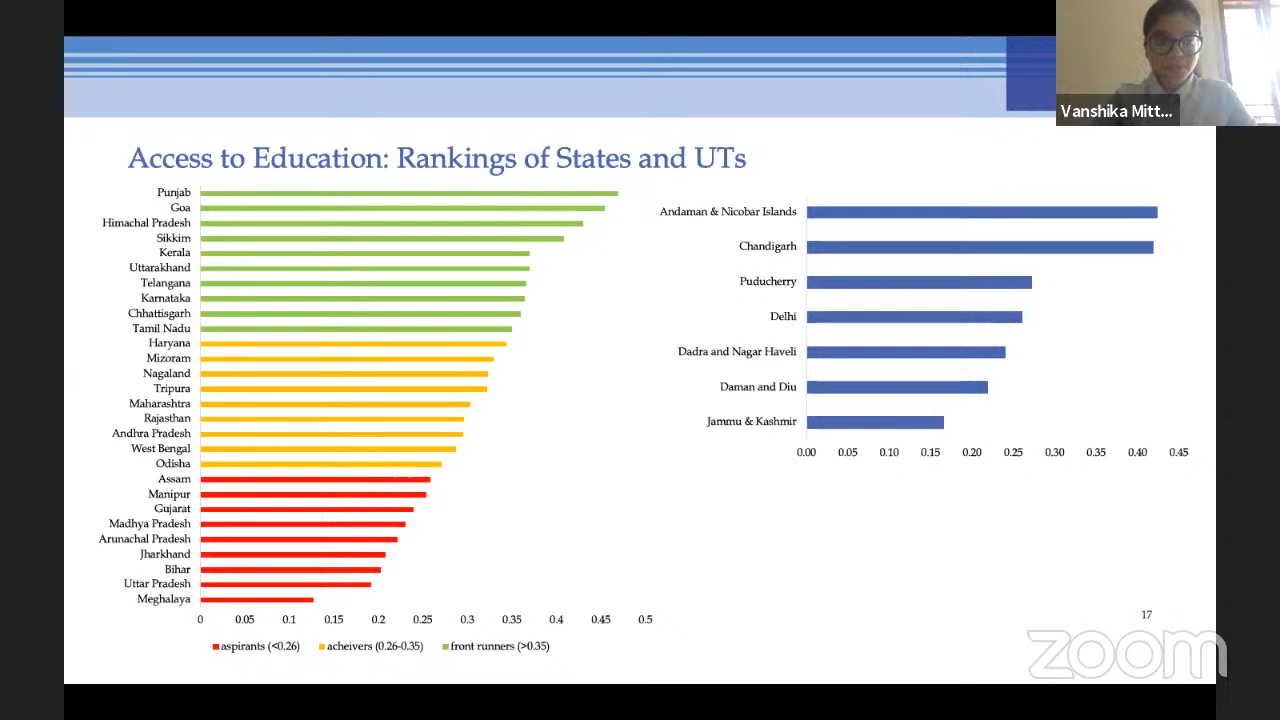 Vanshika Mitt...
Access to Education: Rankings of States and UTs
Punjab
Goa
Himachal Pradesh
Sikkim
Kerala
Uttarakhand
Telangana
Karnataka
Chhattisgarh
Tamil Nadu
Haryana
Mizoram
Nagaland
Tripura
Maharashtra
Rajasthan
Andhra Pradesh
West Bengal
Odisha
Assam
Manipur
Gujarat
Madhya Pradesh
Arunachal Pradesh
Jharkhand
Bihar
Uttar Pradesh
Meghalaya
0 0.05 0.1 0.15 0.2 0.25 0.3 0.35 0.4 0.45 0.5
aspirants (<0.26) acheivers (0.26-0.35) front runners (>0.35)
Andaman & Nicobar Islands
Chandigarh
Puducherry
Delhi
Dadra and Nagar Haveli
Daman and Diu
Jammu & Kashmir
0.00 0.05 0.10 0.15 0.20 0.25 0.30 0.35 0.40 0.45
17
zoom